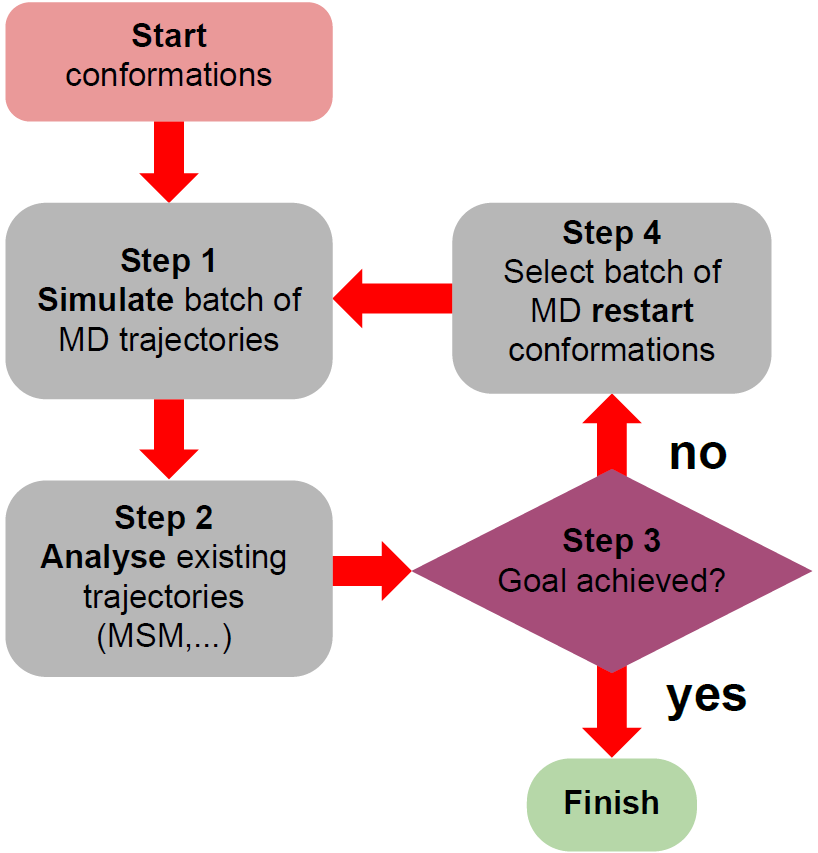 Start
conformations
Step 1
Simulate batch of
MD trajectories
Step 2
Analyse existing
trajectories
(MSM,...)
Step 3
Goal achieved?
no
Step 4
Select batch of
MD restart
conformations
yes
Finish